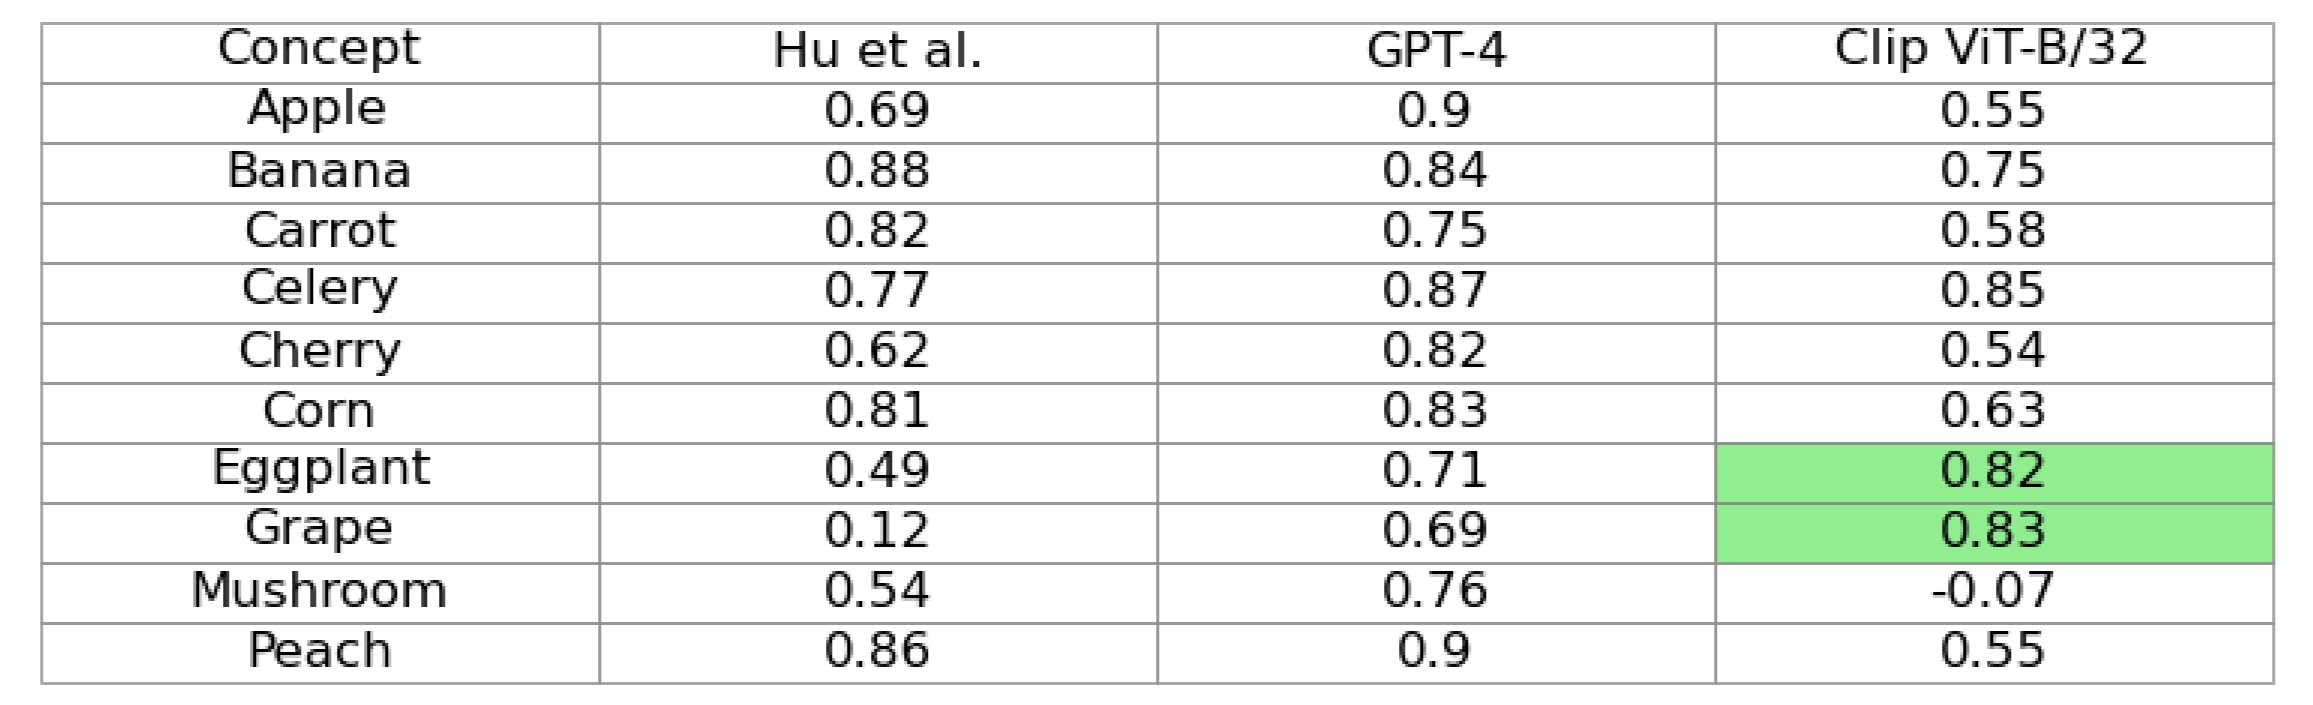 Concept Hu et al. GPT-4 Clip ViT-B/32
Apple 0.69 0.9 0.55
Banana 0.88 0.84 0.75
Carrot 0.82 0.75 0.58
Celery 0.77 0.87 0.85
Cherry 0.62 0.82 0.54
Corn 0.81 0.83 0.63
Eggplant 0.49 0.71 0.82
Grape 0.12 0.69 0.83
Mushroom 0.54 0.76 -0.07
Peach 0.86 0.9 0.55